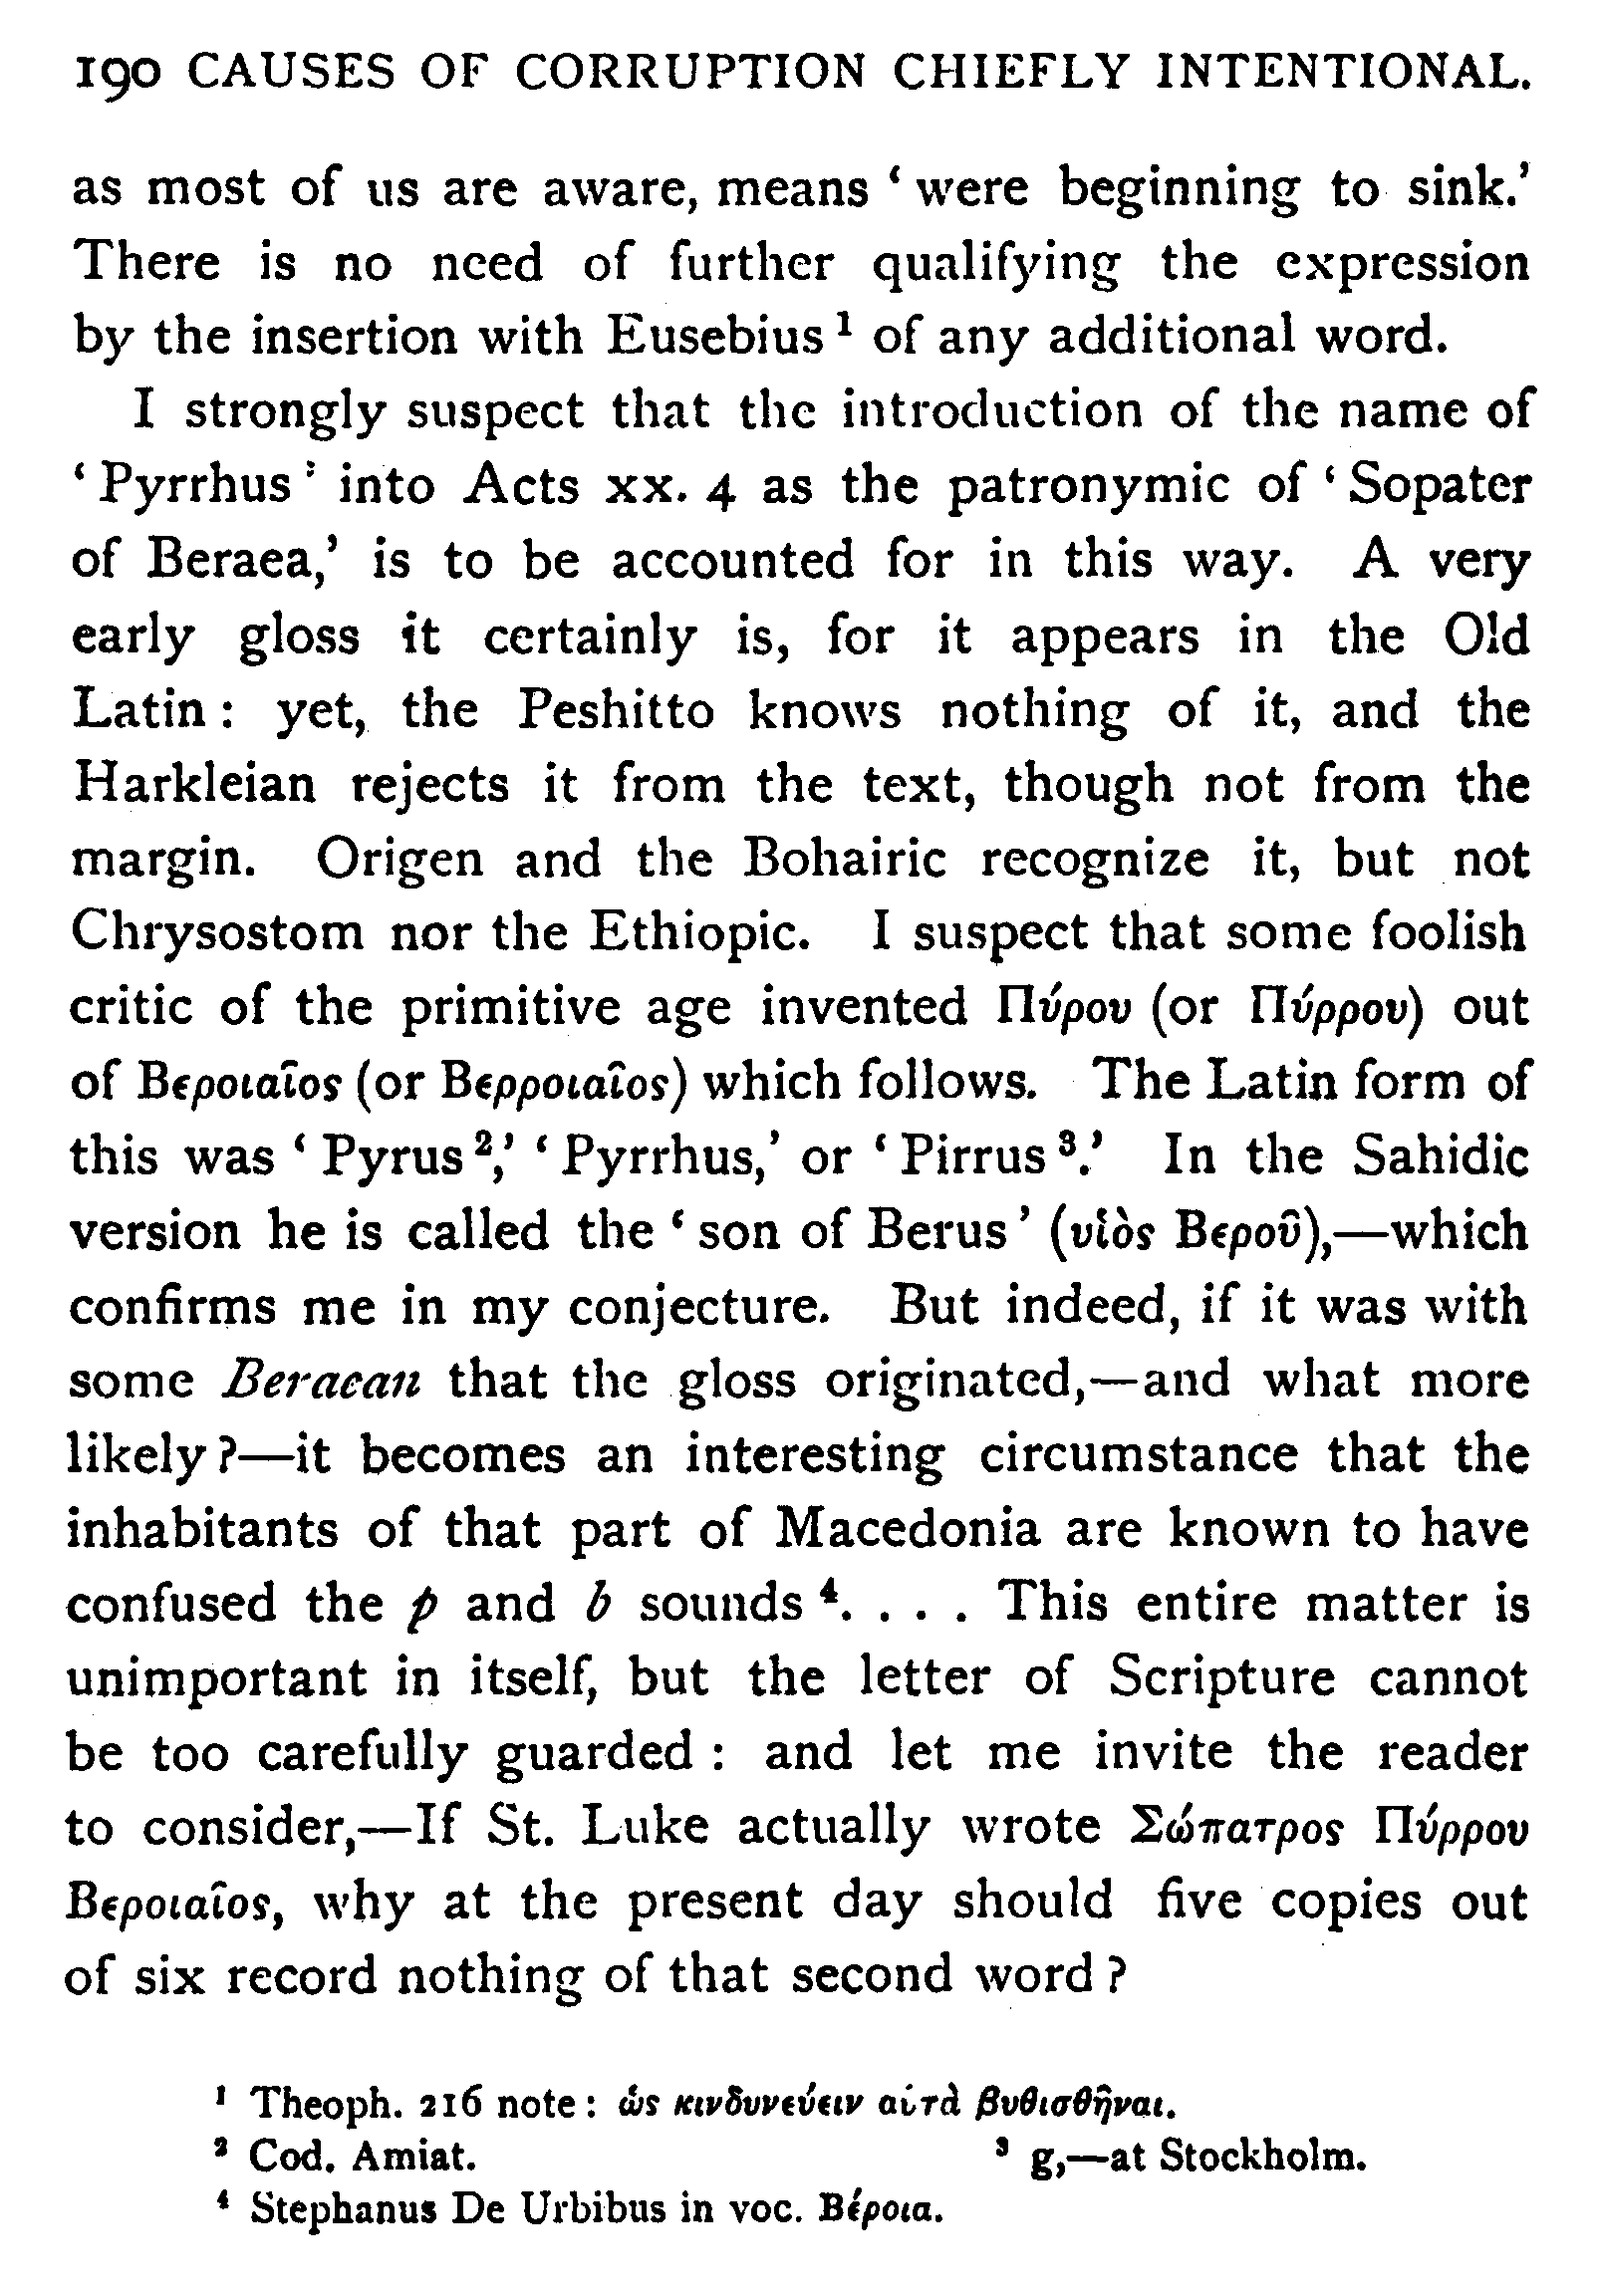 190 CAUSES OF CORRUPTION CHIEFLY INTENTIONAL.
as most of us are aware, means ‘were beginning to sink.’
There is no need of further qualifying the expression
by the insertion with Eusebius¹ of any additional word.
I strongly suspect that the introduction of the name of
‘Pyrrhus’ into Acts xx. 4 as the patronymic of ‘Sopater
of Beraea,’ is to be accounted for in this way. A very
early gloss it certainly is, for it appears in the Old
Latin: yet, the Peshitto knows nothing of it, and the
Harkleian rejects it from the text, though not from the
margin. Origen and the Bohairic recognize it, but not
Chrysostom nor the Ethiopic. I suspect that some foolish
critic of the primitive age invented Πύρου (or Πύρρου) out
of Βεροιαῖος (or Βερροιαῖος) which follows. The Latin form of
this was ‘Pyrus²,’ ‘Pyrrhus,’ or ‘Pirrus³.’ In the Sahidic
version he is called the ‘son of Berus’ (υἱὸς Βεροῦ),—which
confirms me in my conjecture. But indeed, if it was with
some Beraean that the gloss originated,—and what more
likely?—it becomes an interesting circumstance that the
inhabitants of that part of Macedonia are known to have
confused the p and b sounds⁴. . . . This entire matter is
unimportant in itself, but the letter of Scripture cannot
be too carefully guarded: and let me invite the reader
to consider,—If St. Luke actually wrote Σώπατρος Πύρρου
Βεροιαῖος, why at the present day should five copies out
of six record nothing of that second word?
¹ Theoph. 216 note: ὡς κινδυνεύειν αὐτὰ βυθισθῆναι.
² Cod. Amiat. ³ g,—at Stockholm.
⁴ Stephanus De Urbibus in voc. Βέροια.